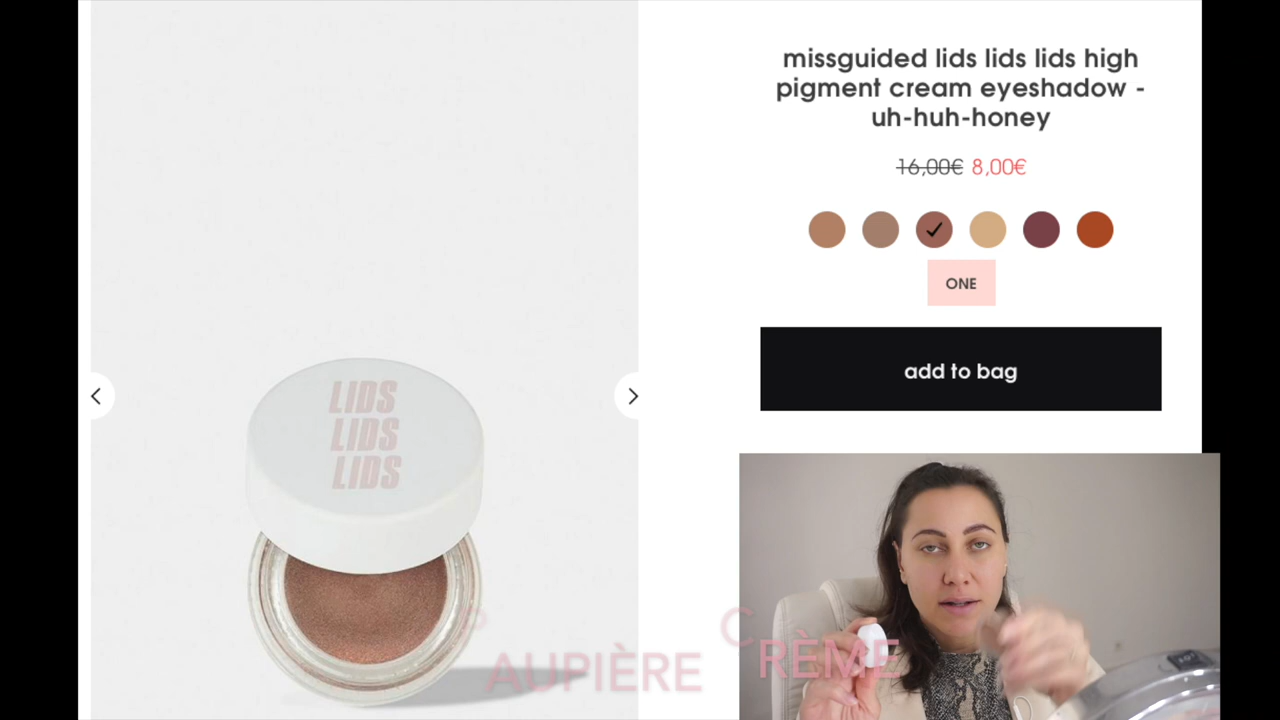 missguided lids lids lids high
pigment cream eyeshadow -
uh-huh-honey
16,00€ 8,00€
ONE
add to bag
LIDS
LIDS
LIDS
P
AUPIÈRE CRÈME